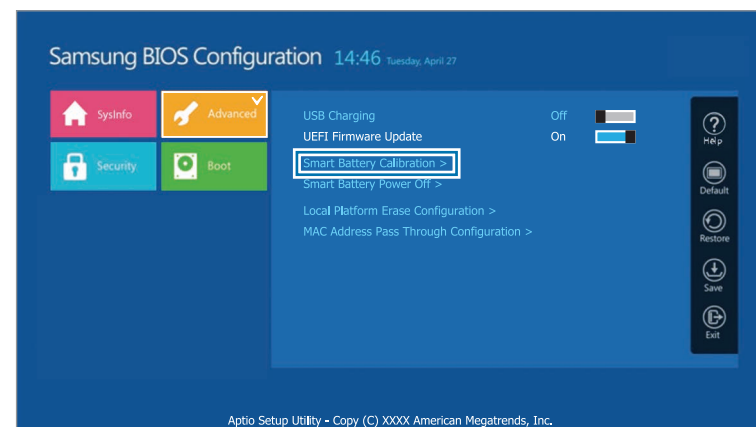 Samsung BIOS Configuration 14:46 Tuesday, April 27
SysInfo
Advanced
Security
Boot
USB Charging Off
UEFI Firmware Update On
Smart Battery Calibration >
Smart Battery Power Off >
Local Platform Erase Configuration >
MAC Address Pass Through Configuration >
Help
Default
Restore
Save
Exit
Aptio Setup Utility - Copy (C) XXXX American Megatrends, Inc.